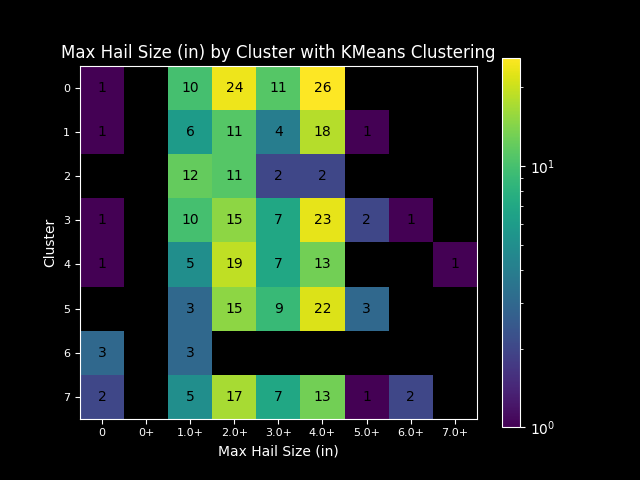 Max Hail Size (in) by Cluster with KMeans Clustering
0 1 10 24 11 26
1 1 6 11 4 18 1
2 12 11 2 2
3 1 10 15 7 23 2 1
4 1 5 19 7 13 1
5 3 15 9 22 3
6 3 3
7 2 5 17 7 13 1 2
0 0+ 1.0+ 2.0+ 3.0+ 4.0+ 5.0+ 6.0+ 7.0+
Max Hail Size (in)
Cluster
10¹
10⁰